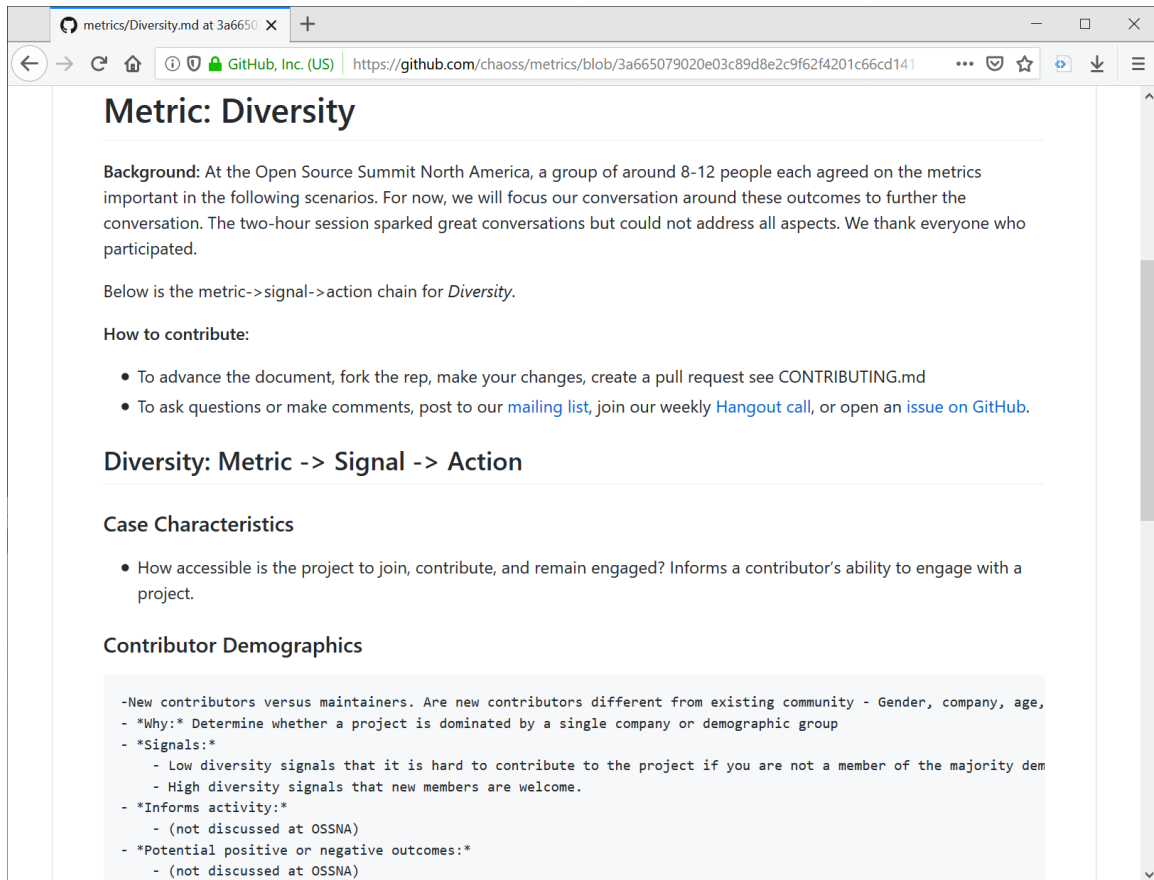 metrics/Diversity.md at 3a6650
GitHub, Inc. (US) https://github.com/chaoss/metrics/blob/3a665079020e03c89d8e2c9f62f4201c66cd141
Metric: Diversity
Background: At the Open Source Summit North America, a group of around 8-12 people each agreed on the metrics
important in the following scenarios. For now, we will focus our conversation around these outcomes to further the
conversation. The two-hour session sparked great conversations but could not address all aspects. We thank everyone who
participated.
Below is the metric->signal->action chain for Diversity.
How to contribute:
• To advance the document, fork the rep, make your changes, create a pull request see CONTRIBUTING.md
• To ask questions or make comments, post to our mailing list, join our weekly Hangout call, or open an issue on GitHub.
Diversity: Metric -> Signal -> Action
Case Characteristics
• How accessible is the project to join, contribute, and remain engaged? Informs a contributor's ability to engage with a
project.
Contributor Demographics
-New contributors versus maintainers. Are new contributors different from existing community - Gender, company, age,
- *Why:* Determine whether a project is dominated by a single company or demographic group
- *Signals:*
    - Low diversity signals that it is hard to contribute to the project if you are not a member of the majority dem
    - High diversity signals that new members are welcome.
- *Informs activity:*
    - (not discussed at OSSNA)
- *Potential positive or negative outcomes:*
    - (not discussed at OSSNA)